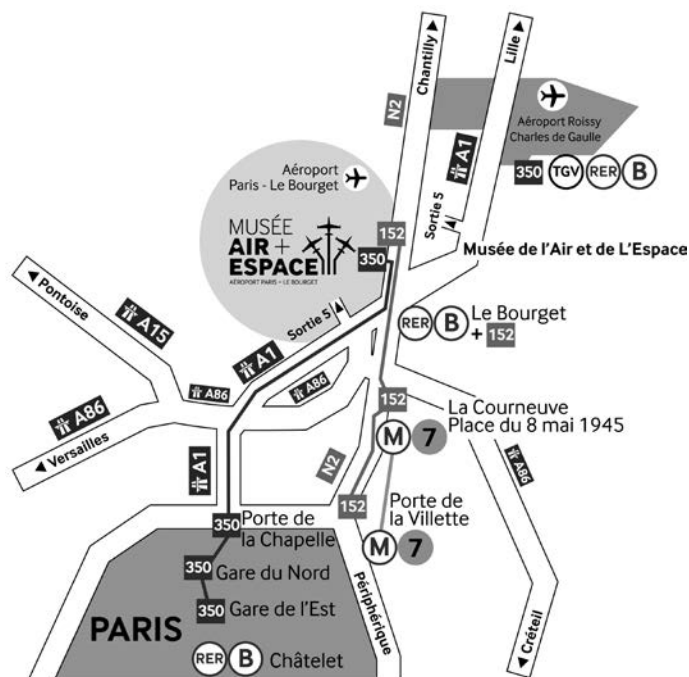 Chantilly
Lille
N2
A1
Aéroport Roissy
Charles de Gaulle
350 TGV RER B
Aéroport
Paris - Le Bourget
Sortie 5
MUSÉE
AIR +
ESPACE
AÉROPORT PARIS - LE BOURGET
152
350
Musée de l'Air et de L'Espace
Pontoise
A15
Sortie 5
A1
RER B Le Bourget
+ 152
A86
A86
A86
Versailles
152
La Courneuve
Place du 8 mai 1945
M 7
A1
N2
A86
152
Porte de
la Villette
350 Porte de
la Chapelle
M 7
350 Gare du Nord
350 Gare de l'Est
PARIS
Périphérique
Créteil
RER B Châtelet